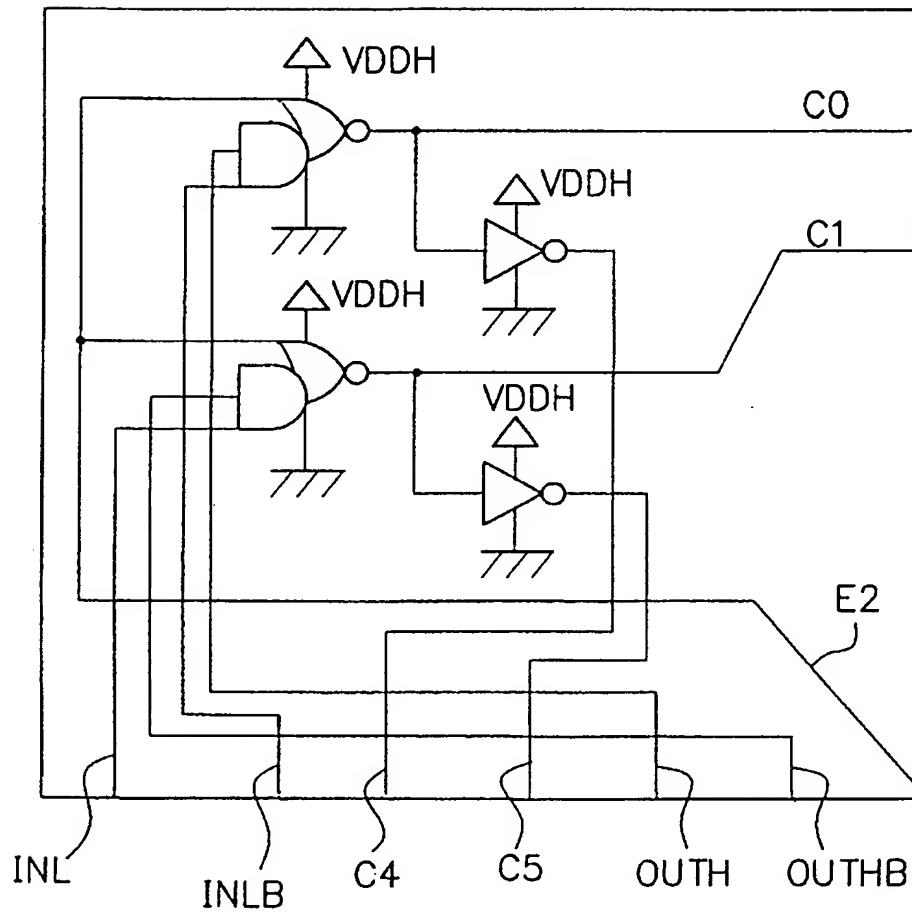 VDDH
C0
VDDH
C1
VDDH
VDDH
E2
INL
INLB
C4
C5
OUTH
OUTHB